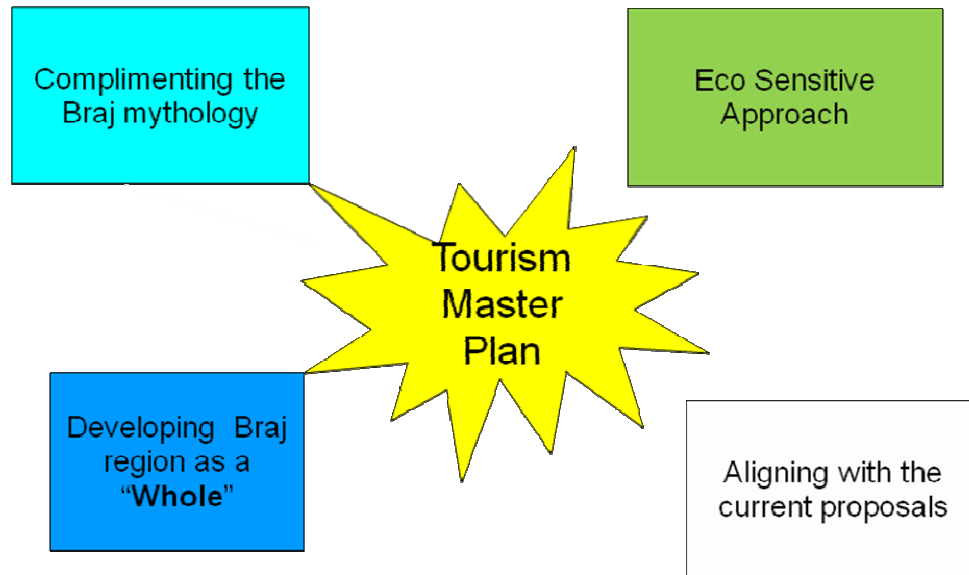 Complimenting the
Braj mythology
Eco Sensitive
Approach
Tourism
Master
Plan
Developing Braj
region as a
“Whole”
Aligning with the
current proposals